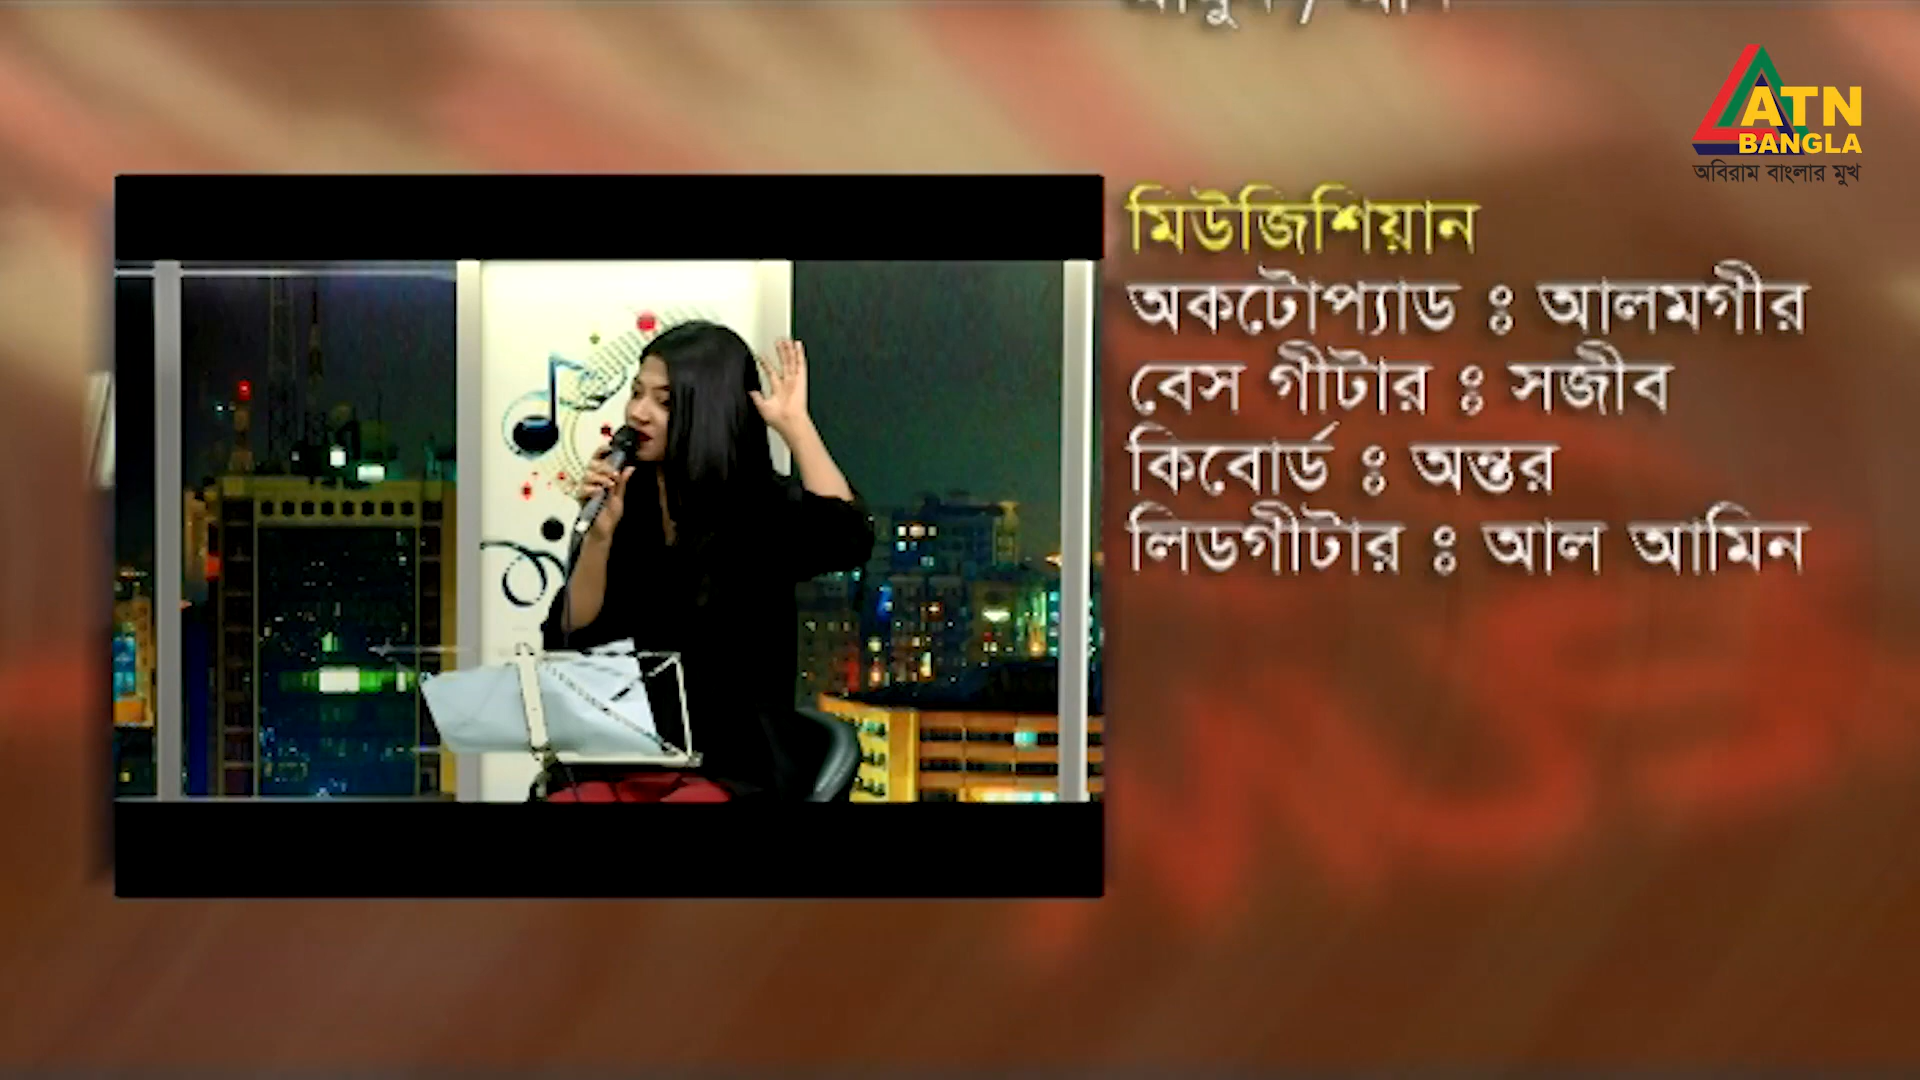 ATN
BANGLA
অবিরাম বাংলার মুখ
মিউজিশিয়ান
অকটোপ্যাড ঃ আলমগীর
বেস গীটার ঃ সজীব
কিবোর্ড ঃ অন্তর
লিডগীটার ঃ আল আমিন